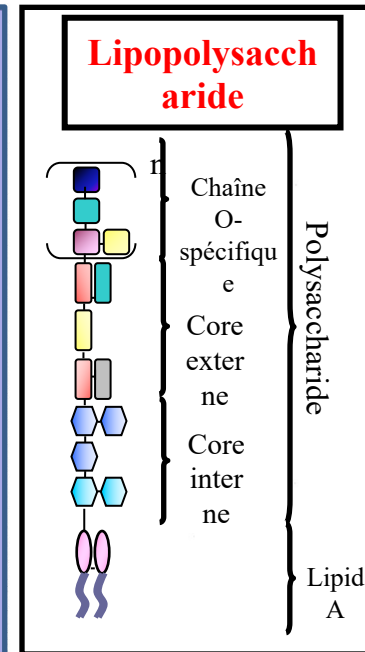 Lipopolysacch
aride
n
Chaîne
O-
spécifiqu
e
Polysaccharide
Core
exter
ne
Core
inter
ne
Lipid
A